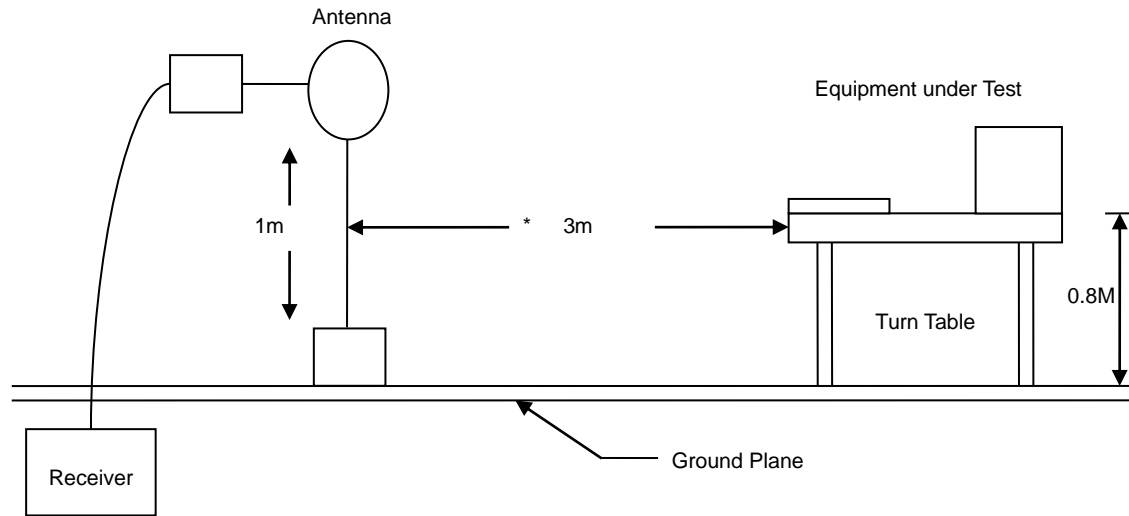 Antenna
Equipment under Test
1m
* 3m
0.8M
Turn Table
Ground Plane
Receiver